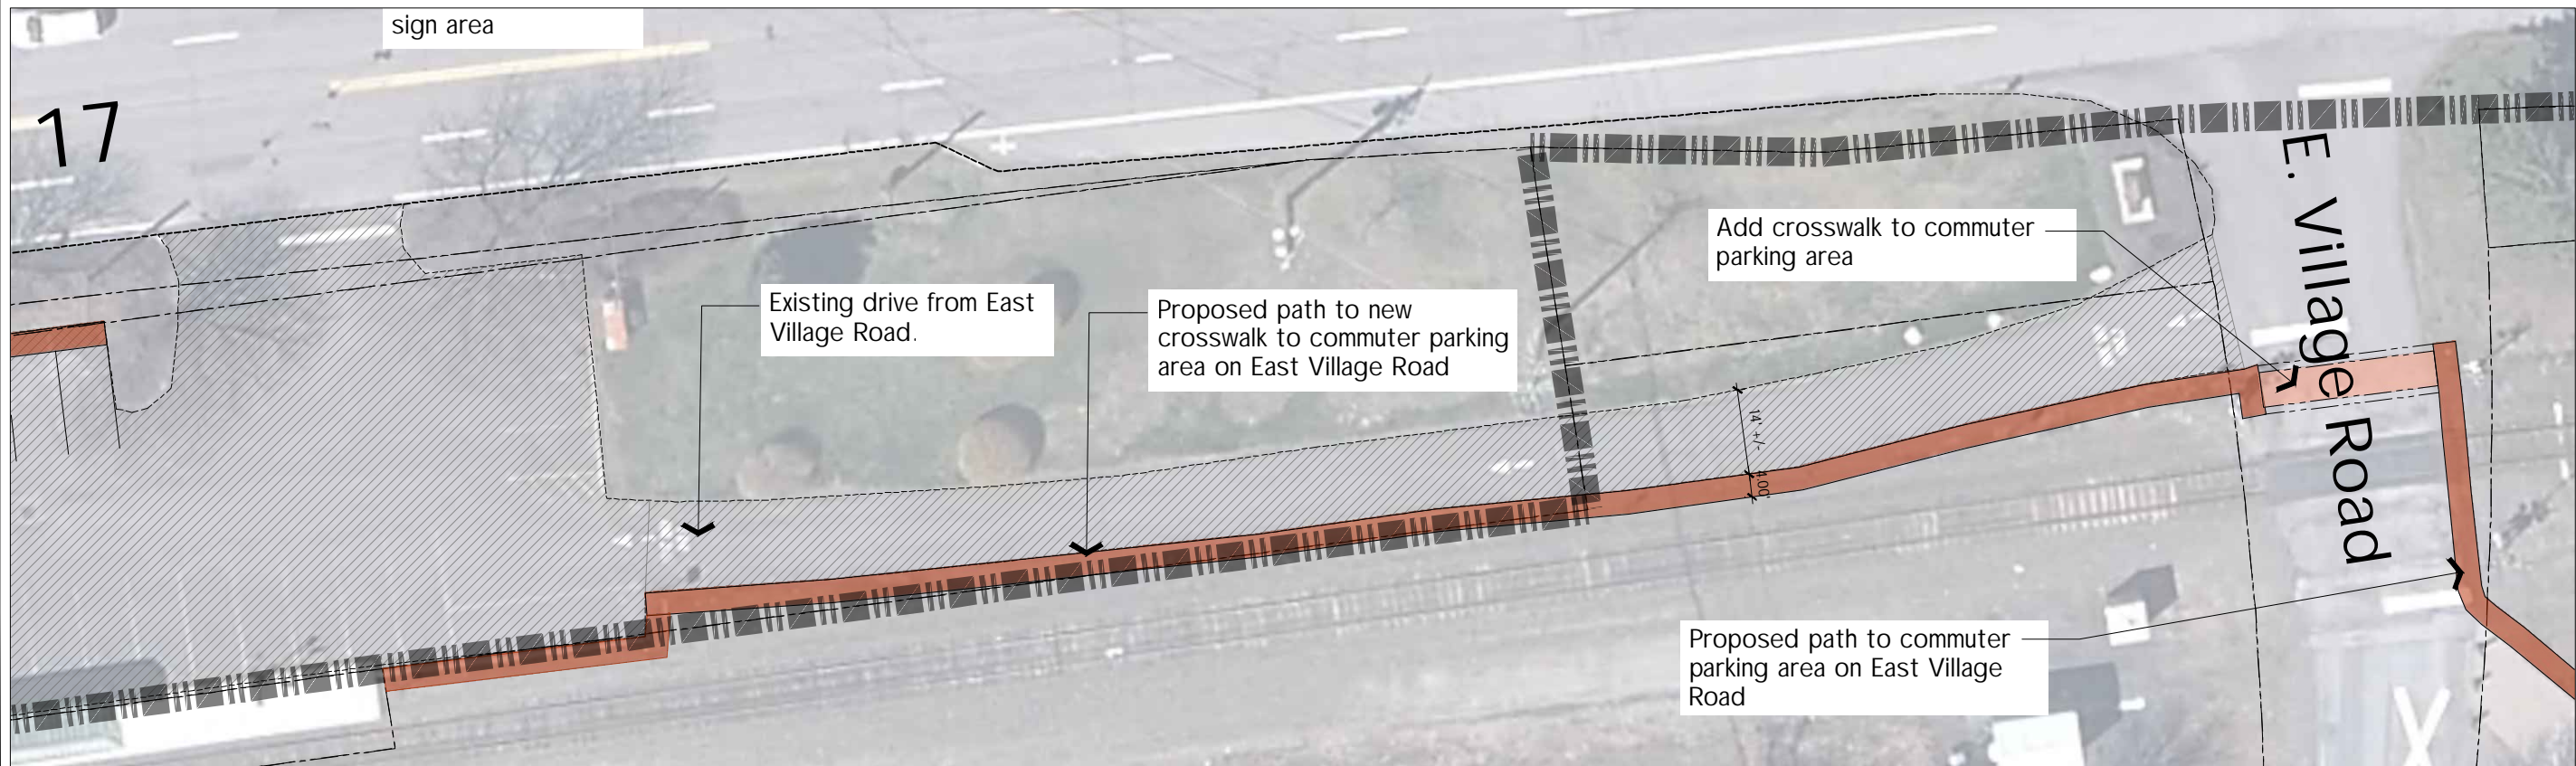 sign area
17
E. Village Road
Add crosswalk to commuter
parking area
Existing drive from East
Village Road.
Proposed path to new
crosswalk to commuter parking
area on East Village Road
14' +/-
4.00'
Proposed path to commuter
parking area on East Village
Road
X